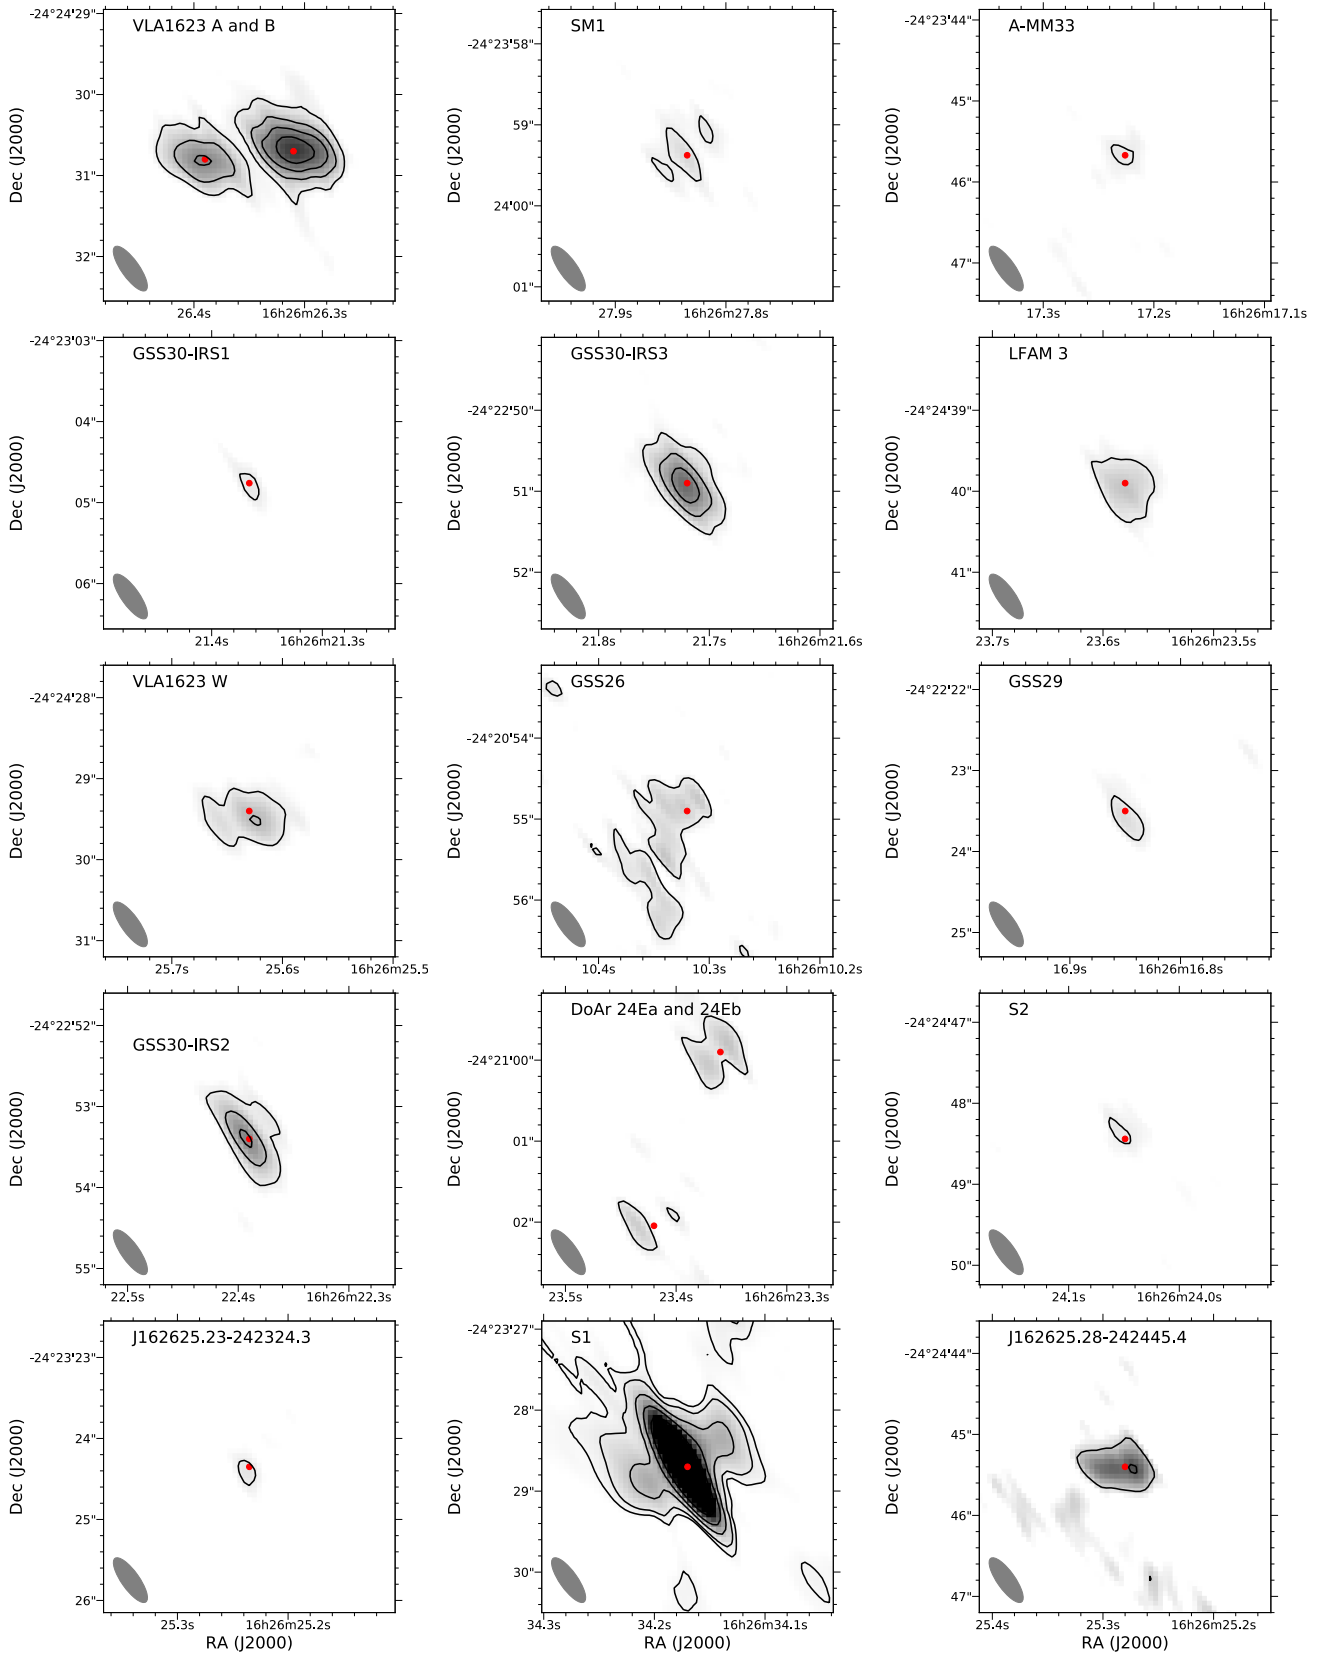 -24°24'29"
VLA1623 A and B
30"
31"
32"
Dec (J2000)
26.4s
16h26m26.3s
-24°23'58"
SM1
59"
24'00"
01"
Dec (J2000)
27.9s
16h26m27.8s
-24°23'44"
A-MM33
45"
46"
47"
Dec (J2000)
17.3s
17.2s
16h26m17.1s
-24°23'03"
GSS30-IRS1
04"
05"
06"
Dec (J2000)
21.4s
16h26m21.3s
GSS30-IRS3
-24°22'50"
51"
52"
Dec (J2000)
21.8s
21.7s
16h26m21.6s
LFAM 3
-24°24'39"
40"
41"
Dec (J2000)
23.7s
23.6s
16h26m23.5s
VLA1623 W
-24°24'28"
29"
30"
31"
Dec (J2000)
25.7s
25.6s
16h26m25.5s
GSS26
-24°20'54"
55"
56"
Dec (J2000)
10.4s
10.3s
16h26m10.2s
GSS29
-24°22'22"
23"
24"
25"
Dec (J2000)
16.9s
16h26m16.8s
-24°22'52"
GSS30-IRS2
53"
54"
55"
Dec (J2000)
22.5s
22.4s
16h26m22.3s
DoAr 24Ea and 24Eb
-24°21'00"
01"
02"
Dec (J2000)
23.5s
23.4s
16h26m23.3s
S2
-24°24'47"
48"
49"
50"
Dec (J2000)
24.1s
16h26m24.0s
J162625.23-242324.3
-24°23'23"
24"
25"
26"
Dec (J2000)
25.3s
16h26m25.2s
RA (J2000)
-24°23'27"
S1
28"
29"
30"
Dec (J2000)
34.3s
34.2s
16h26m34.1s
RA (J2000)
J162625.28-242445.4
-24°24'44"
45"
46"
47"
Dec (J2000)
25.4s
25.3s
16h26m25.2s
RA (J2000)